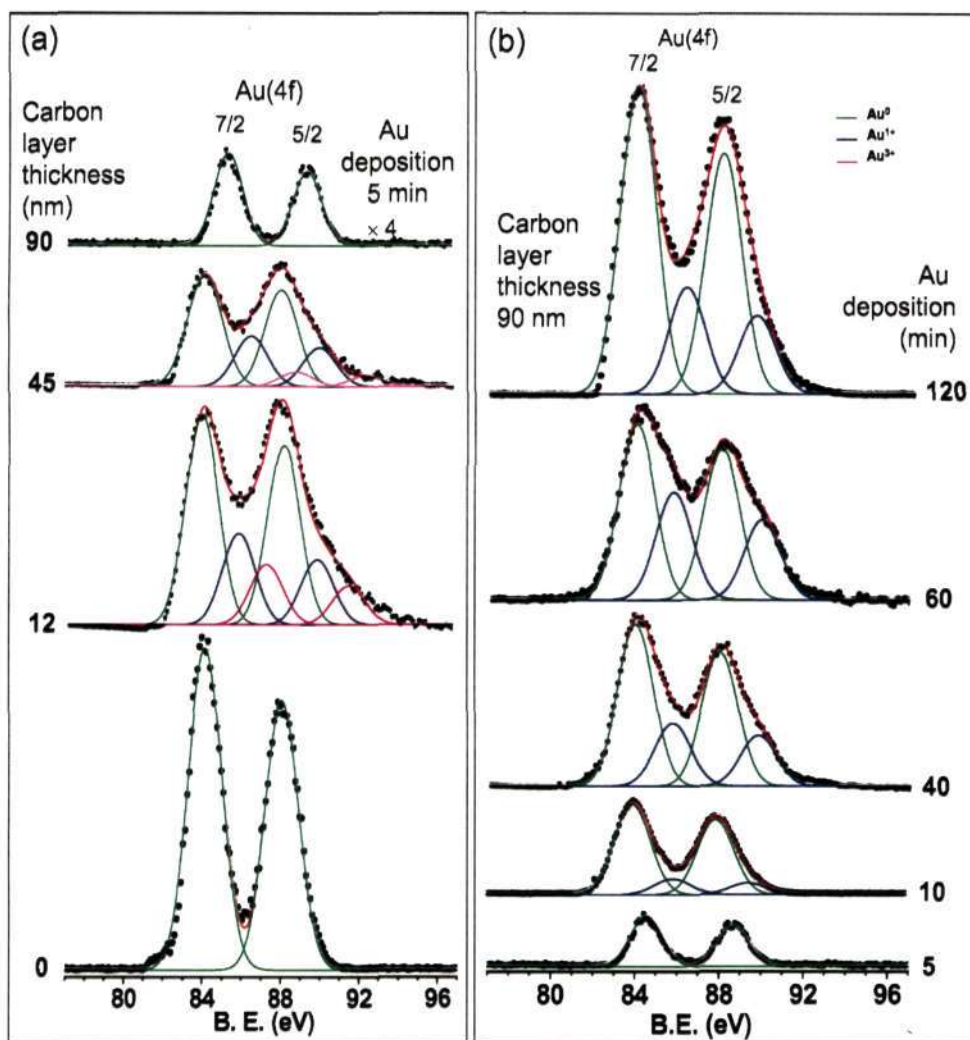 (a)
Au(4f)
7/2
5/2
Carbon
layer
thickness
(nm)
Au
deposition
5 min
× 4
90
45
12
0
80 84 88 92 96
B. E. (eV)
(b)
Au(4f)
7/2
5/2
Au⁰
Au¹⁺
Au³⁺
Carbon
layer
thickness
90 nm
Au
deposition
(min)
120
60
40
10
5
80 84 88 92 96
B.E. (eV)